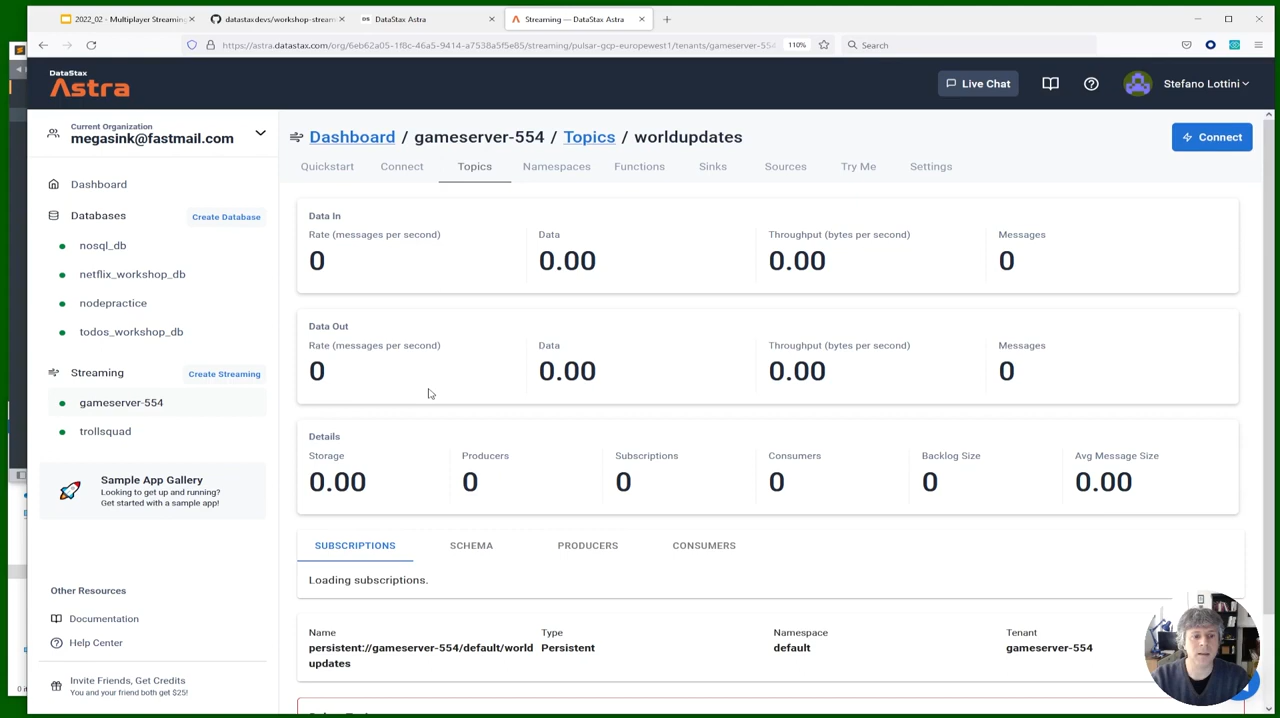 2022_02 - Multiplayer Streaming
datastaxdevs/workshop-stream
DataStax Astra
Streaming — DataStax Astra
https://astra.datastax.com/org/6eb62a05-1f8c-46a5-9414-a7538a5f5e85/streaming/pulsar-gcp-europewest1/tenants/gameserver-554
110%
Search
DataStax
Astra
Live Chat
Stefano Lottini
Current Organization
megasink@fastmail.com
Dashboard / gameserver-554 / Topics / worldupdates
Connect
Quickstart
Connect
Topics
Namespaces
Functions
Sinks
Sources
Try Me
Settings
Dashboard
Databases
Create Database
nosql_db
netflix_workshop_db
nodepractice
todos_workshop_db
Streaming
Create Streaming
gameserver-554
trollsquad
Sample App Gallery
Looking to get up and running?
Get started with a sample app!
Other Resources
Documentation
Help Center
Invite Friends, Get Credits
You and your friend both get $25!
Data In
Rate (messages per second)
Data
Throughput (bytes per second)
Messages
0
0.00
0.00
0
Data Out
Rate (messages per second)
Data
Throughput (bytes per second)
Messages
0
0.00
0.00
0
Details
Storage
Producers
Subscriptions
Consumers
Backlog Size
Avg Message Size
0.00
0
0
0
0
0.00
SUBSCRIPTIONS
SCHEMA
PRODUCERS
CONSUMERS
Loading subscriptions.
Name
Type
Namespace
Tenant
persistent://gameserver-554/default/world
updates
Persistent
default
gameserver-554